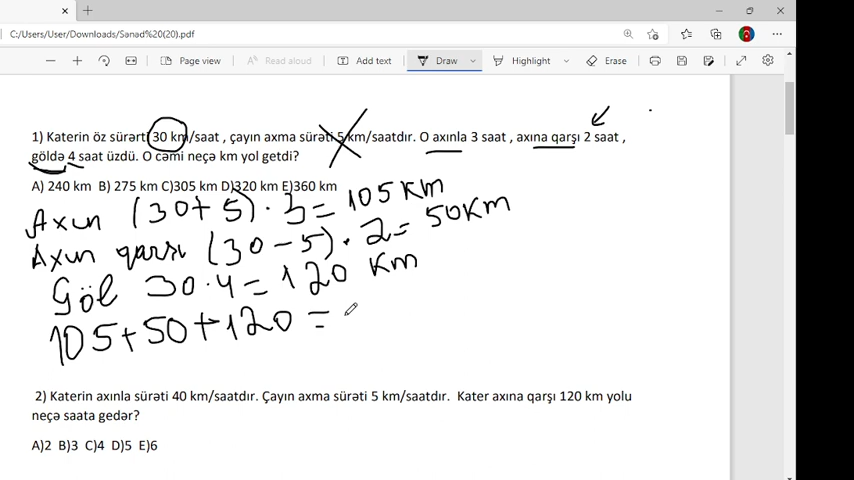 C:/Users/User/Downloads/Sanad%20(20).pdf
Page view
Read aloud
Add text
Draw
Highlight
Erase
1) Katerin öz sürərti 30 km/saat , çayın axma sürəti 5 km/saatdır. O axınla 3 saat , axına qarşı 2 saat ,
göldə 4 saat üzdü. O cəmi neçə km yol getdi?
A) 240 km B) 275 km C)305 km D)320 km E)360 km
Axın (30+5) · 3 = 105 km
Axın qarşı (30-5) · 2 = 50 km
Göl 30 · 4 = 120 km
105+50+120 =
2) Katerin axınla sürəti 40 km/saatdır. Çayın axma sürəti 5 km/saatdır. Kater axına qarşı 120 km yolu
neçə saata gedər?
A)2 B)3 C)4 D)5 E)6